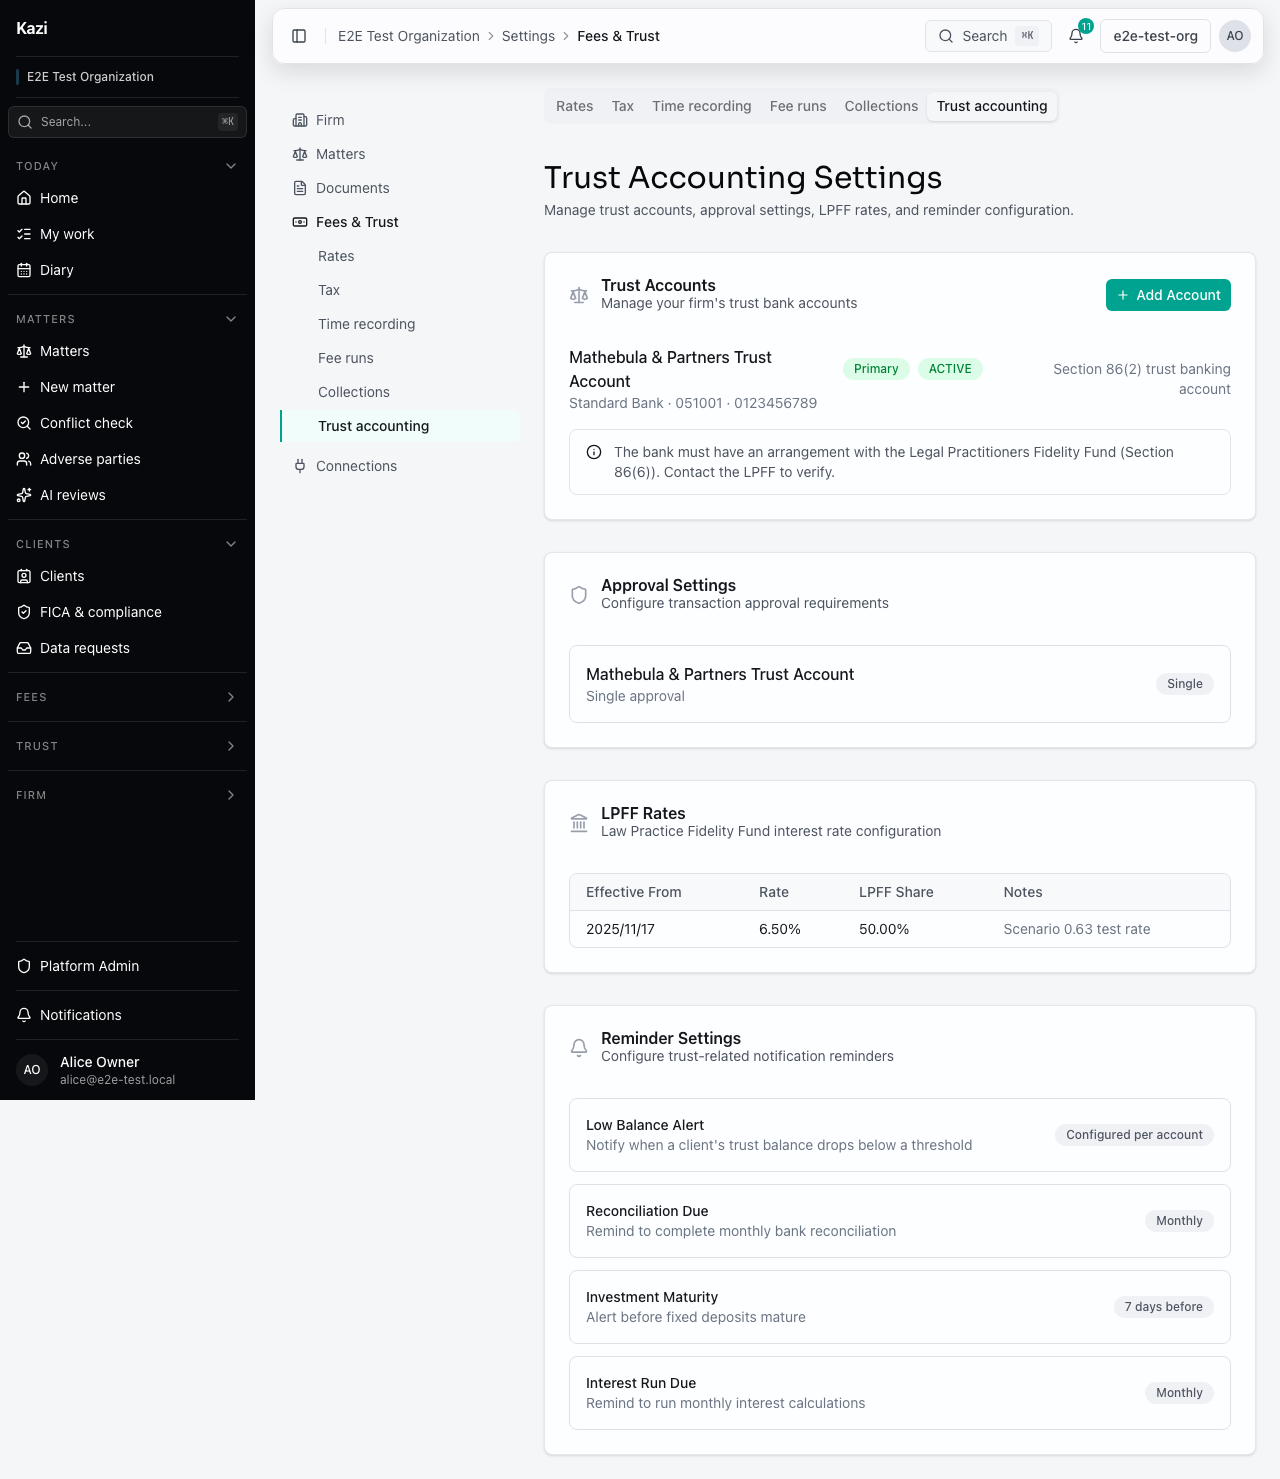 Kazi
E2E Test Organization
Search...
⌘K
TODAY
Home
My work
Diary
MATTERS
Matters
New matter
Conflict check
Adverse parties
AI reviews
CLIENTS
Clients
FICA & compliance
Data requests
FEES
TRUST
FIRM
Platform Admin
Notifications
AO
Alice Owner
alice@e2e-test.local
E2E Test Organization > Settings > Fees & Trust
Search ⌘K
11
e2e-test-org
AO
Firm
Matters
Documents
Fees & Trust
Rates
Tax
Time recording
Fee runs
Collections
Trust accounting
Connections
Rates Tax Time recording Fee runs Collections Trust accounting
Trust Accounting Settings
Manage trust accounts, approval settings, LPFF rates, and reminder configuration.
Trust Accounts
Manage your firm's trust bank accounts
Add Account
Mathebula & Partners Trust
Account
Standard Bank · 051001 · 0123456789
Primary
ACTIVE
Section 86(2) trust banking
account
The bank must have an arrangement with the Legal Practitioners Fidelity Fund (Section
86(6)). Contact the LPFF to verify.
Approval Settings
Configure transaction approval requirements
Mathebula & Partners Trust Account
Single approval
Single
LPFF Rates
Law Practice Fidelity Fund interest rate configuration
Effective From Rate LPFF Share Notes
2025/11/17 6.50% 50.00% Scenario 0.63 test rate
Reminder Settings
Configure trust-related notification reminders
Low Balance Alert
Notify when a client's trust balance drops below a threshold
Configured per account
Reconciliation Due
Remind to complete monthly bank reconciliation
Monthly
Investment Maturity
Alert before fixed deposits mature
7 days before
Interest Run Due
Remind to run monthly interest calculations
Monthly